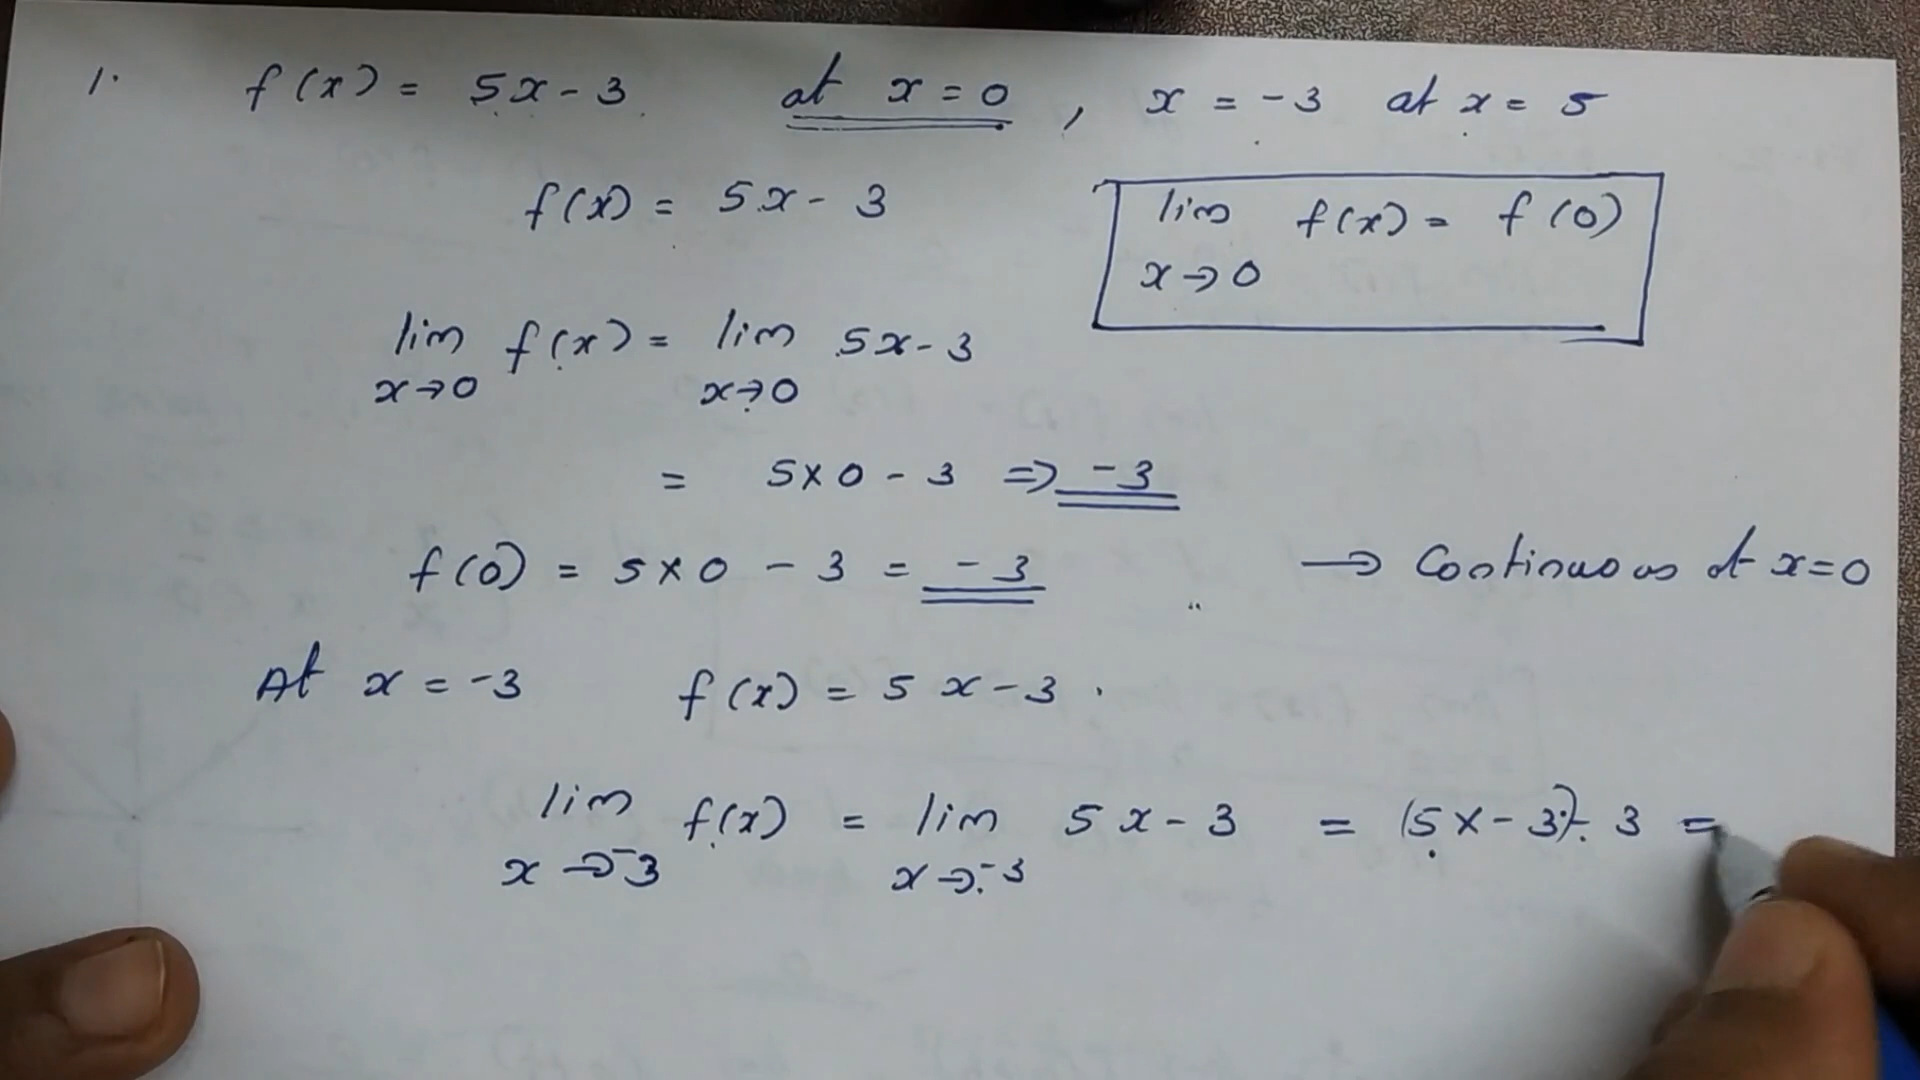 1. f(x) = 5x - 3 at x = 0 , x = -3 at x = 5
f(x) = 5x - 3
lim f(x) = f(0)
x→0
lim f(x) = lim 5x - 3
x→0 x→0
= 5×0 - 3 ⇒ -3
f(0) = 5×0 - 3 = -3 → Continuous at x=0
At x = -3 f(x) = 5x - 3 .
lim f(x) = lim 5x - 3 = (5×-3) - 3 =
x→-3 x→-3